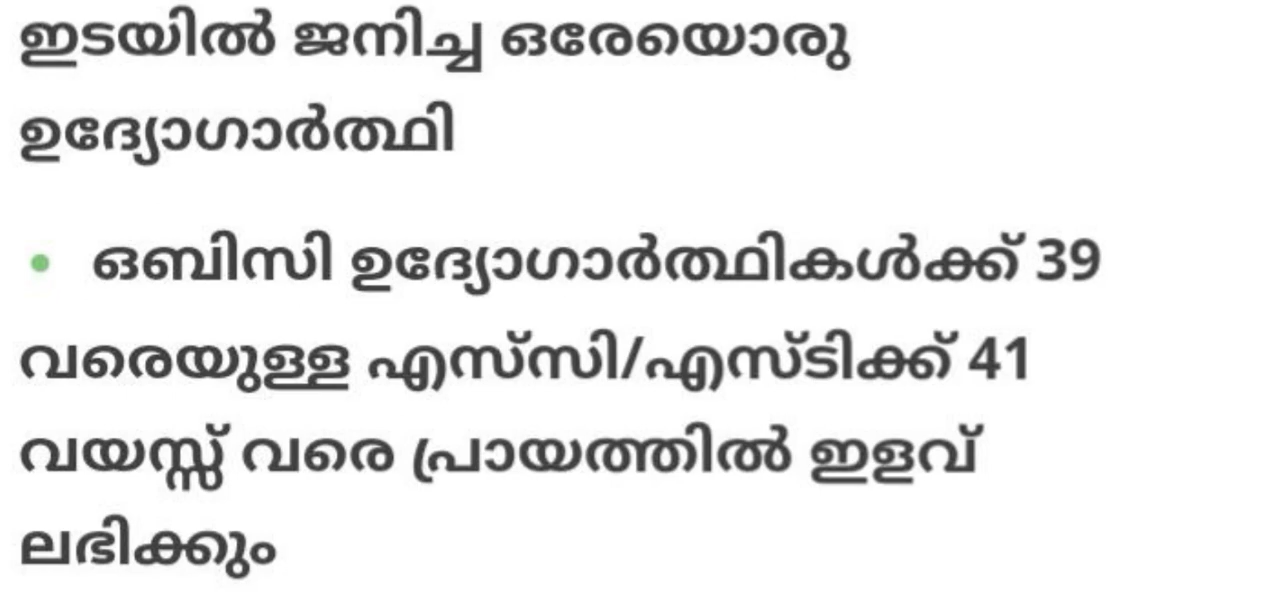 ഇടയിൽ ജനിച്ച ഒരേയൊരു
ഉദ്യോഗാർത്ഥി
• ഒബിസി ഉദ്യോഗാർത്ഥികൾക്ക് 39
വരെയുള്ള എസ്‌സി/എസ്ടിക്ക് 41
വയസ്സ് വരെ പ്രായത്തിൽ ഇളവ്
ലഭിക്കും